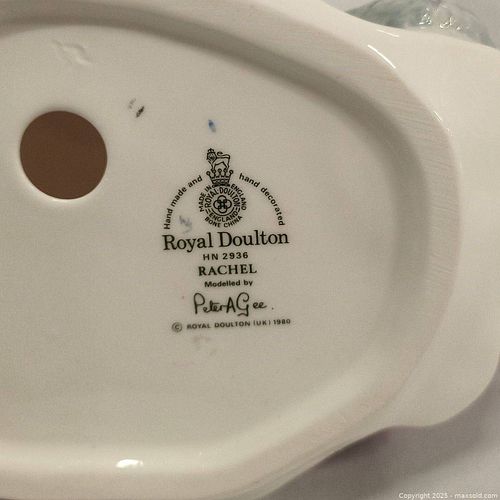 Hand made and hand decorated
MADE IN ENGLAND
ROYAL DOULTON
ENGLAND
BONE CHINA
Royal Doulton
HN 2936
RACHEL
Modelled by
Peter A Gee.
© ROYAL DOULTON (UK) 1980
Copyright 2025 - maxsold.com